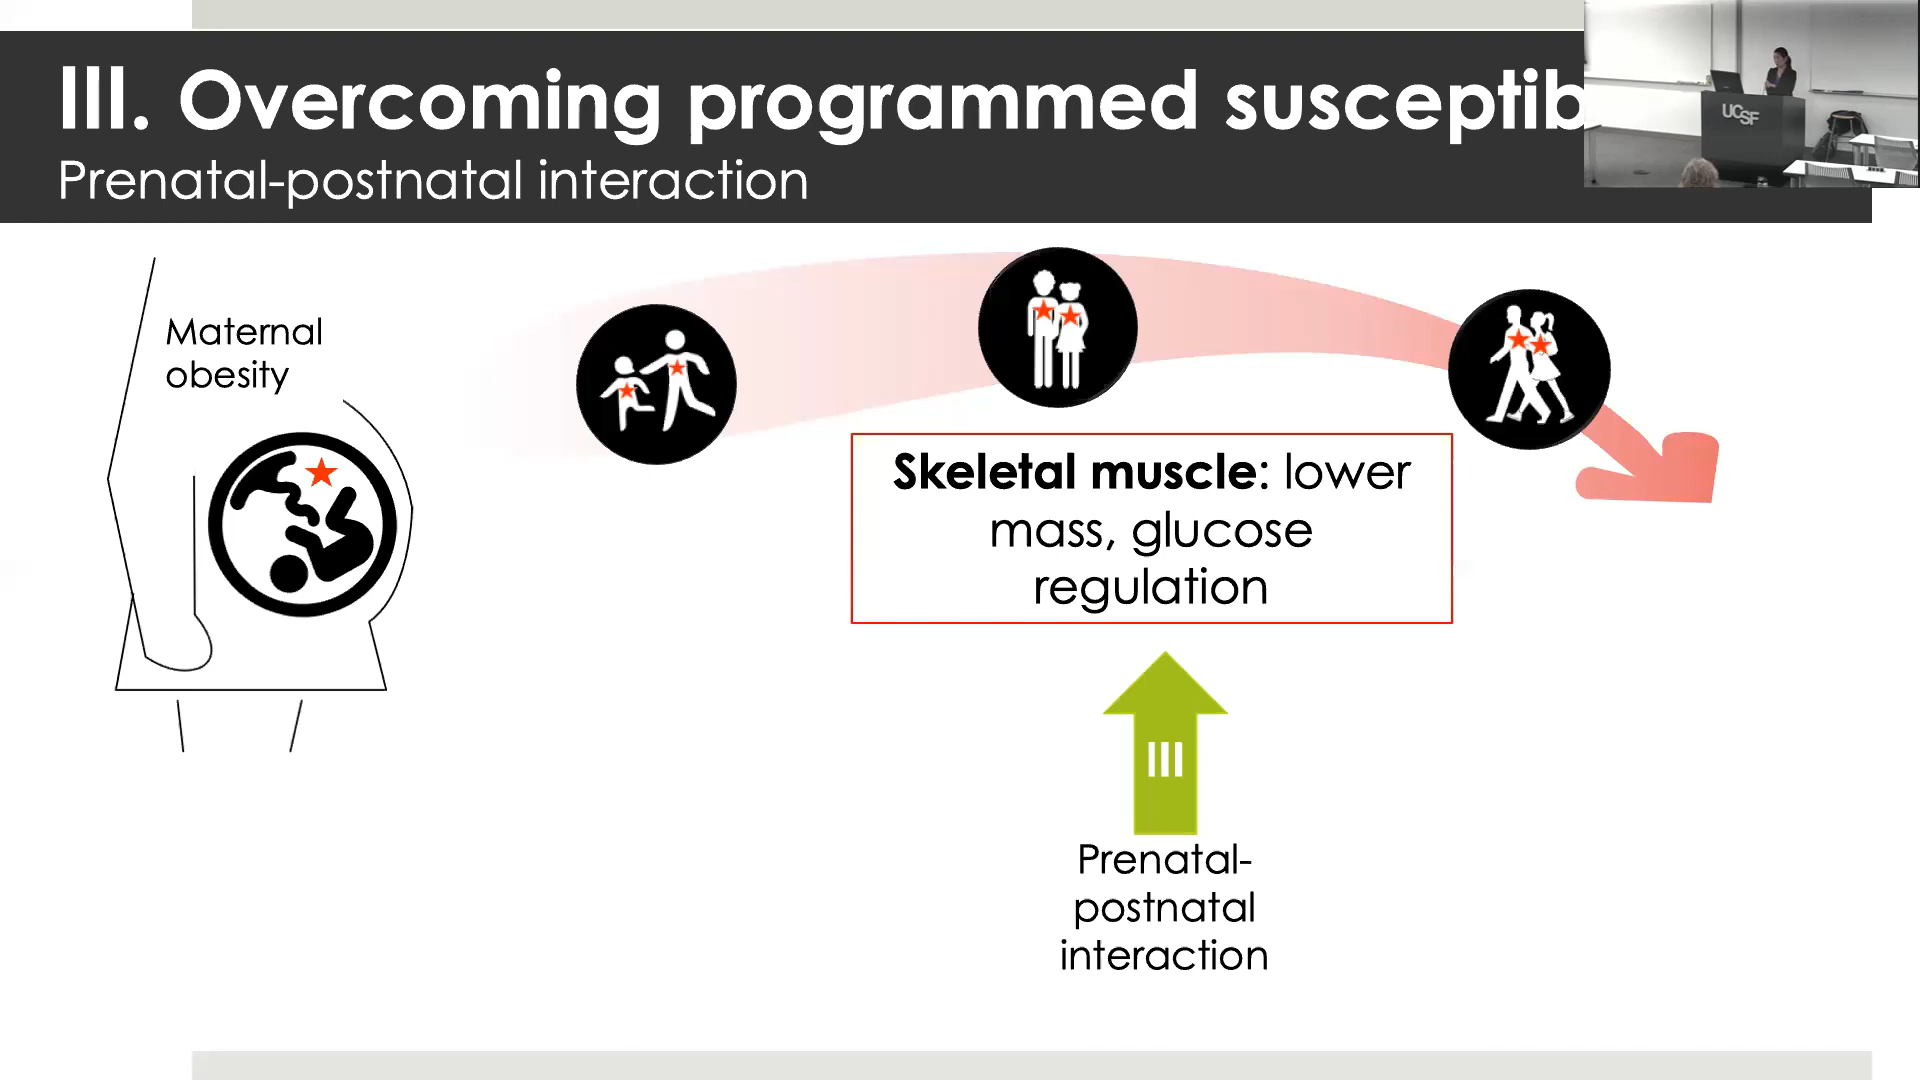 III. Overcoming programmed susceptib
Prenatal-postnatal interaction
UCSF
Maternal
obesity
Skeletal muscle: lower
mass, glucose
regulation
III
Prenatal-
postnatal
interaction